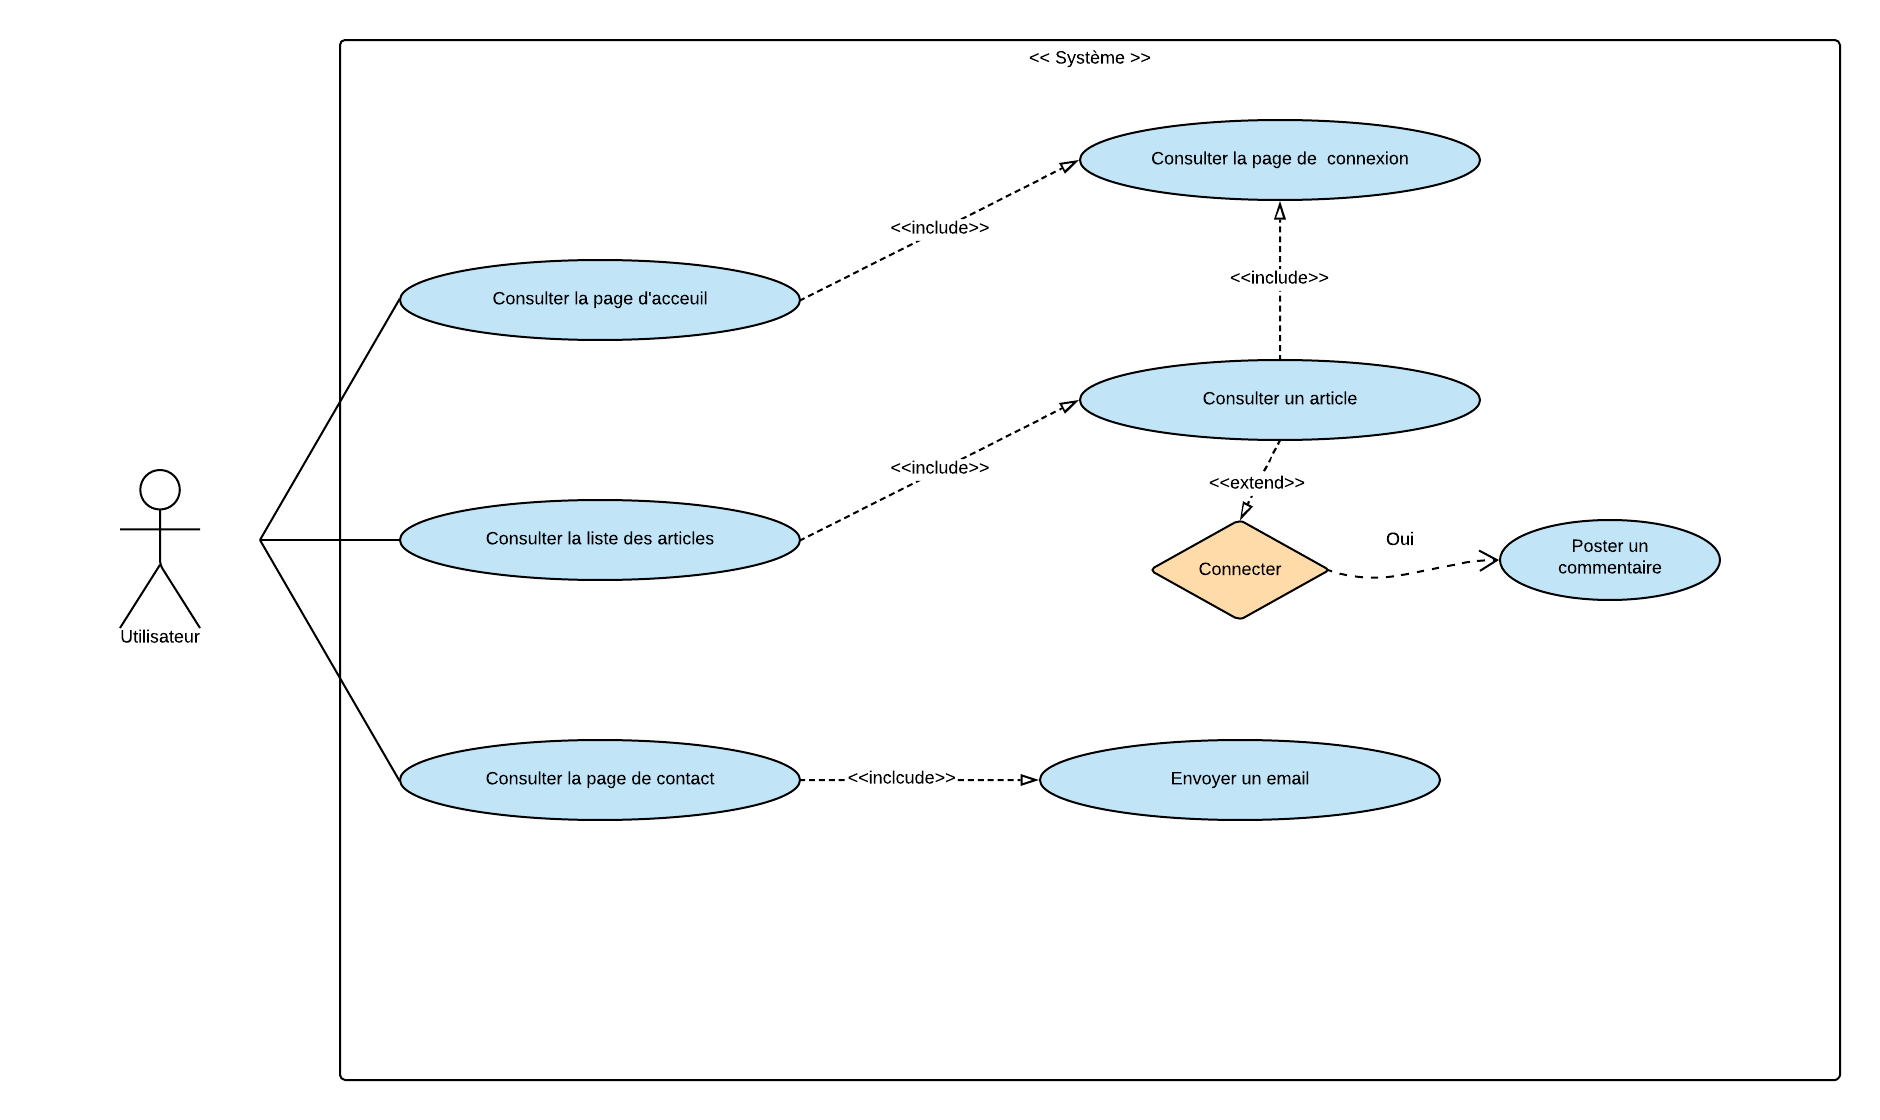 << Système >>
Consulter la page de  connexion
<<include>>
<<include>>
Consulter la page d'acceuil
Consulter un article
<<include>>
<<extend>>
Consulter la liste des articles
Oui
Poster un
commentaire
Connecter
Utilisateur
Consulter la page de contact
<<inclcude>>
Envoyer un email